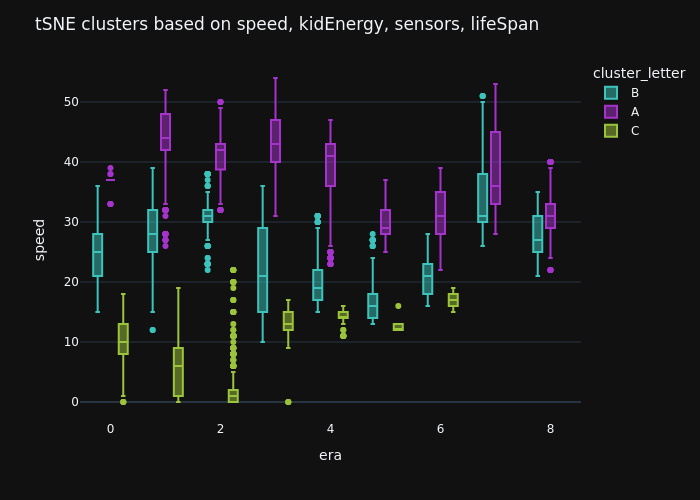 tSNE clusters based on speed, kidEnergy, sensors, lifeSpan
cluster_letter
B
A
C
speed
50
40
30
20
10
0
0 2 4 6 8
era